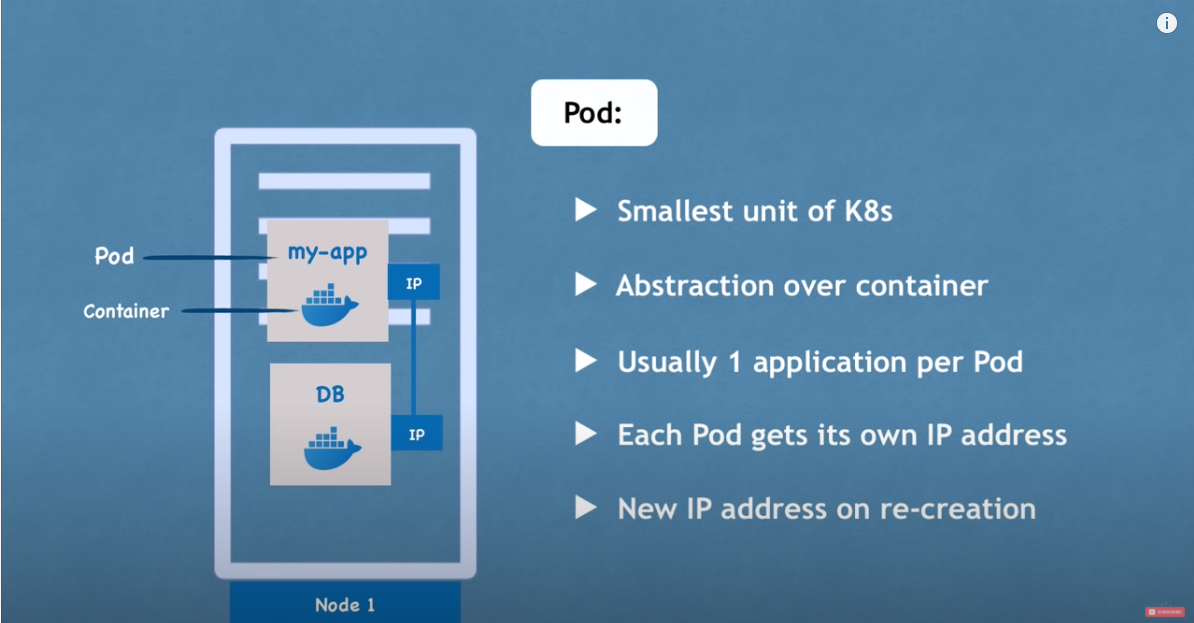 i
Pod:
Smallest unit of K8s
Abstraction over container
Usually 1 application per Pod
Each Pod gets its own IP address
New IP address on re-creation
Pod
Container
my-app
IP
DB
IP
Node 1